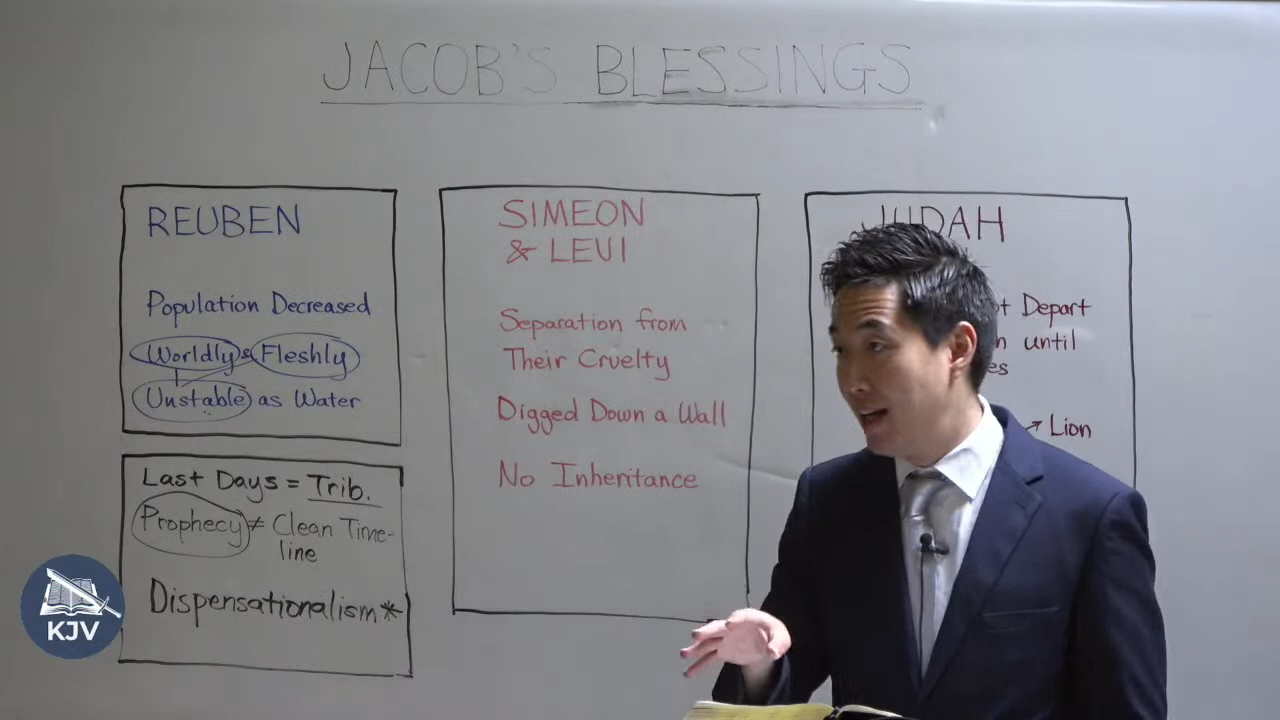 JACOB'S BLESSINGS
REUBEN
Population Decreased
Worldly & Fleshly
Unstable as Water
Last Days = Trib.
Prophecy ≠ Clean Time-
line
Dispensationalism*
SIMEON
& LEVI
Separation from
Their Cruelty
Digged Down a Wall
No Inheritance
JUDAH
Depart
until
→ Lion
KJV